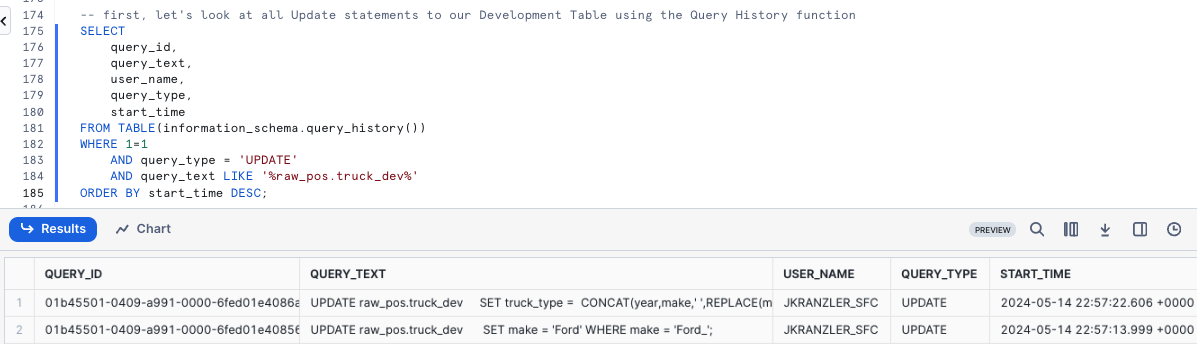 174 -- first, let's look at all Update statements to our Development Table using the Query History function
175 SELECT
176 query_id,
177 query_text,
178 user_name,
179 query_type,
180 start_time
181 FROM TABLE(information_schema.query_history())
182 WHERE 1=1
183 AND query_type = 'UPDATE'
184 AND query_text LIKE '%raw_pos.truck_dev%'
185 ORDER BY start_time DESC;
Results Chart PREVIEW
QUERY_ID QUERY_TEXT USER_NAME QUERY_TYPE START_TIME
1 01b45501-0409-a991-0000-6fed01e4086a UPDATE raw_pos.truck_dev SET truck_type = CONCAT(year,make,' ',REPLACE(m JKRANZLER_SFC UPDATE 2024-05-14 22:57:22.606 +0000
2 01b45501-0409-a991-0000-6fed01e40856 UPDATE raw_pos.truck_dev SET make = 'Ford' WHERE make = 'Ford_'; JKRANZLER_SFC UPDATE 2024-05-14 22:57:13.999 +0000